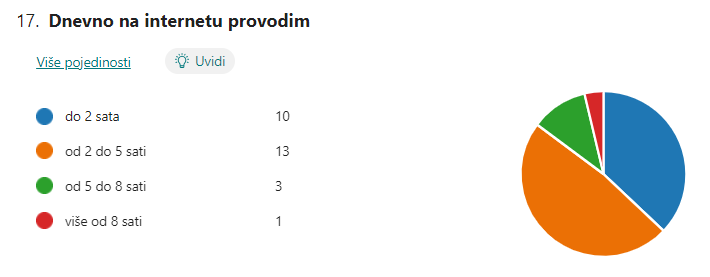 17. Dnevno na internetu provodim
Više pojedinosti
Uvidi
do 2 sata 10
od 2 do 5 sati 13
od 5 do 8 sati 3
više od 8 sati 1